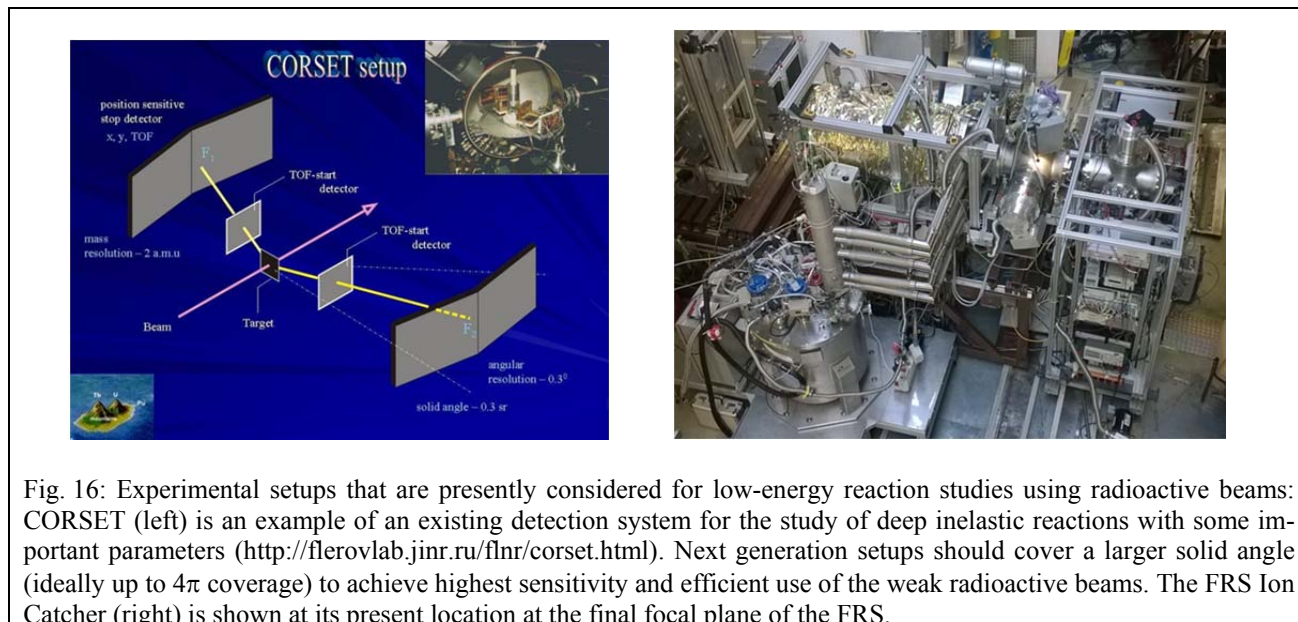 CORSET setup
position sensitive
stop detector
x, y, TOF
F₁
TOF-start
detector
TOF-start
detector
mass
resolution – 2 a.m.u
Target
Beam
F₂
angular
resolution – 0.3⁰
solid angle – 0.3 sr
Th U Pu
Fig. 16: Experimental setups that are presently considered for low-energy reaction studies using radioactive beams:
CORSET (left) is an example of an existing detection system for the study of deep inelastic reactions with some im-
portant parameters (http://flerovlab.jinr.ru/flnr/corset.html). Next generation setups should cover a larger solid angle
(ideally up to 4π coverage) to achieve highest sensitivity and efficient use of the weak radioactive beams. The FRS Ion
Catcher (right) is shown at its present location at the final focal plane of the FRS.